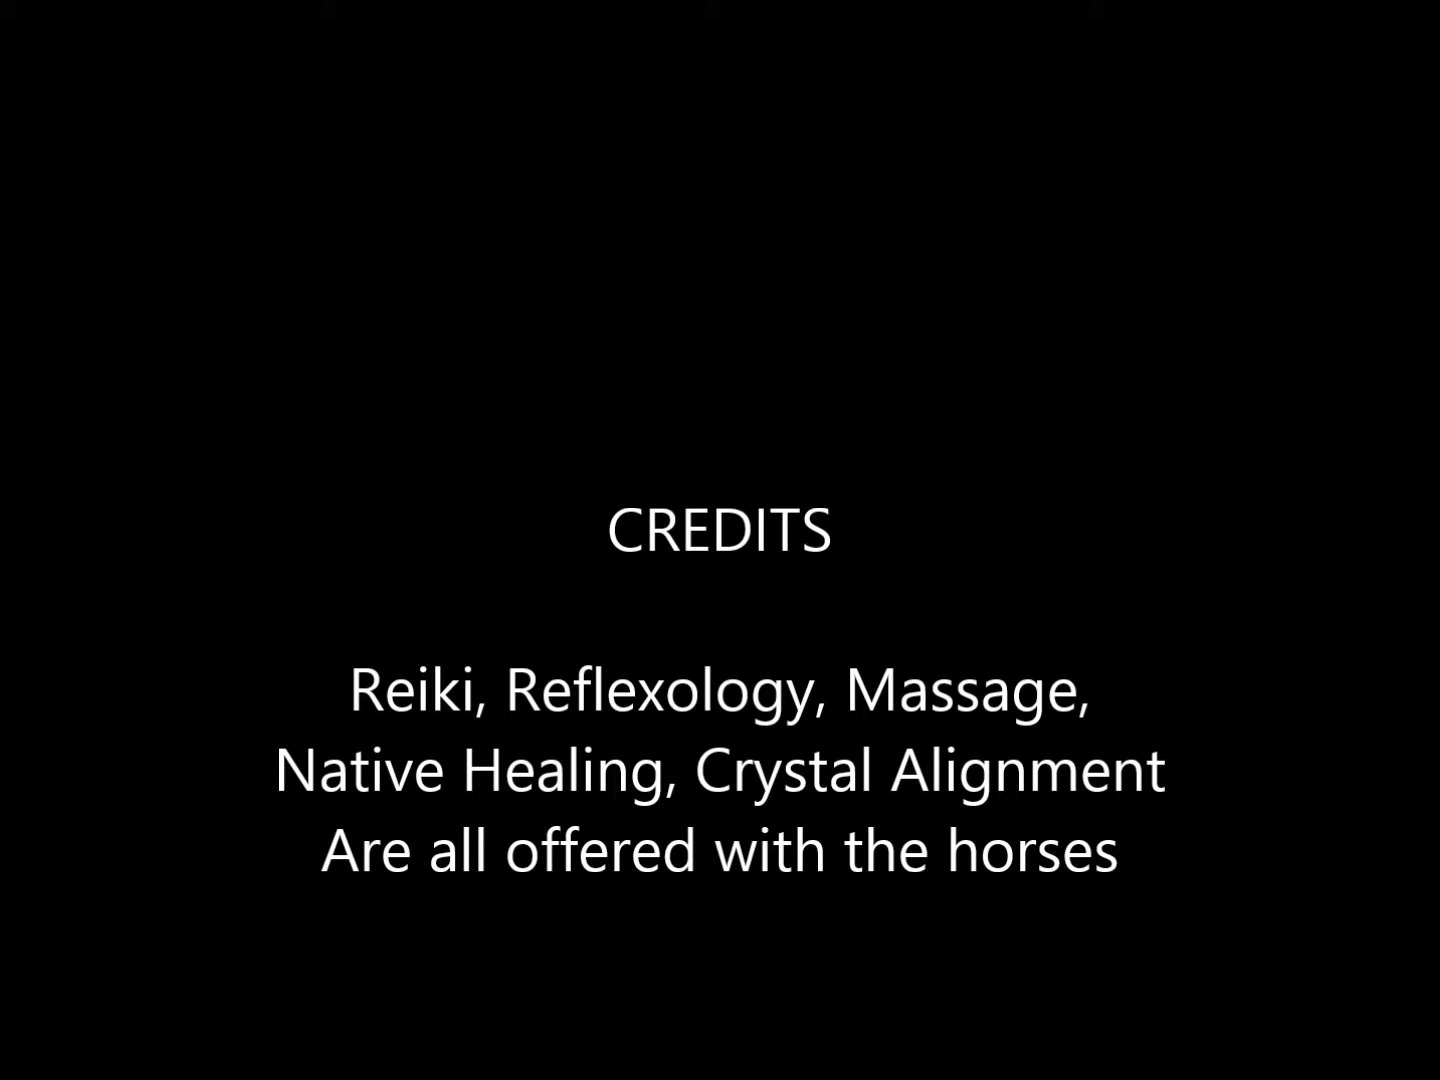 CREDITS
Reiki, Reflexology, Massage,
Native Healing, Crystal Alignment
Are all offered with the horses